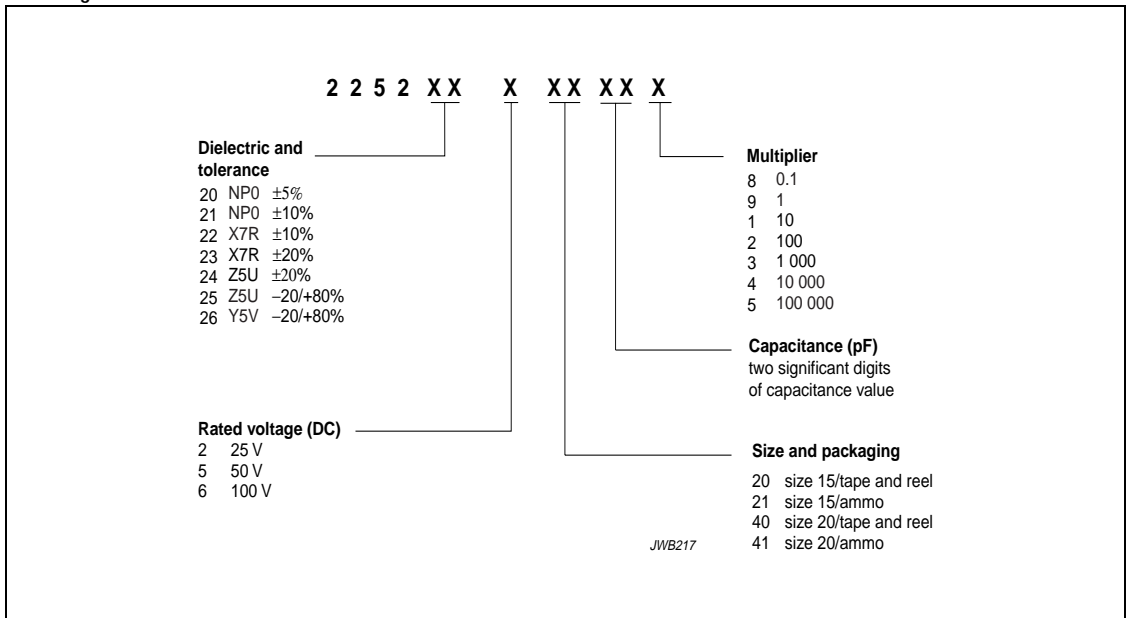 2 2 5 2 X X X X X X X X
Dielectric and
tolerance
20 NP0 ±5%
21 NP0 ±10%
22 X7R ±10%
23 X7R ±20%
24 Z5U ±20%
25 Z5U −20/+80%
26 Y5V −20/+80%
Rated voltage (DC)
2 25 V
5 50 V
6 100 V
Multiplier
8 0.1
9 1
1 10
2 100
3 1 000
4 10 000
5 100 000
Capacitance (pF)
two significant digits
of capacitance value
Size and packaging
20 size 15/tape and reel
21 size 15/ammo
40 size 20/tape and reel
41 size 20/ammo
JWB217